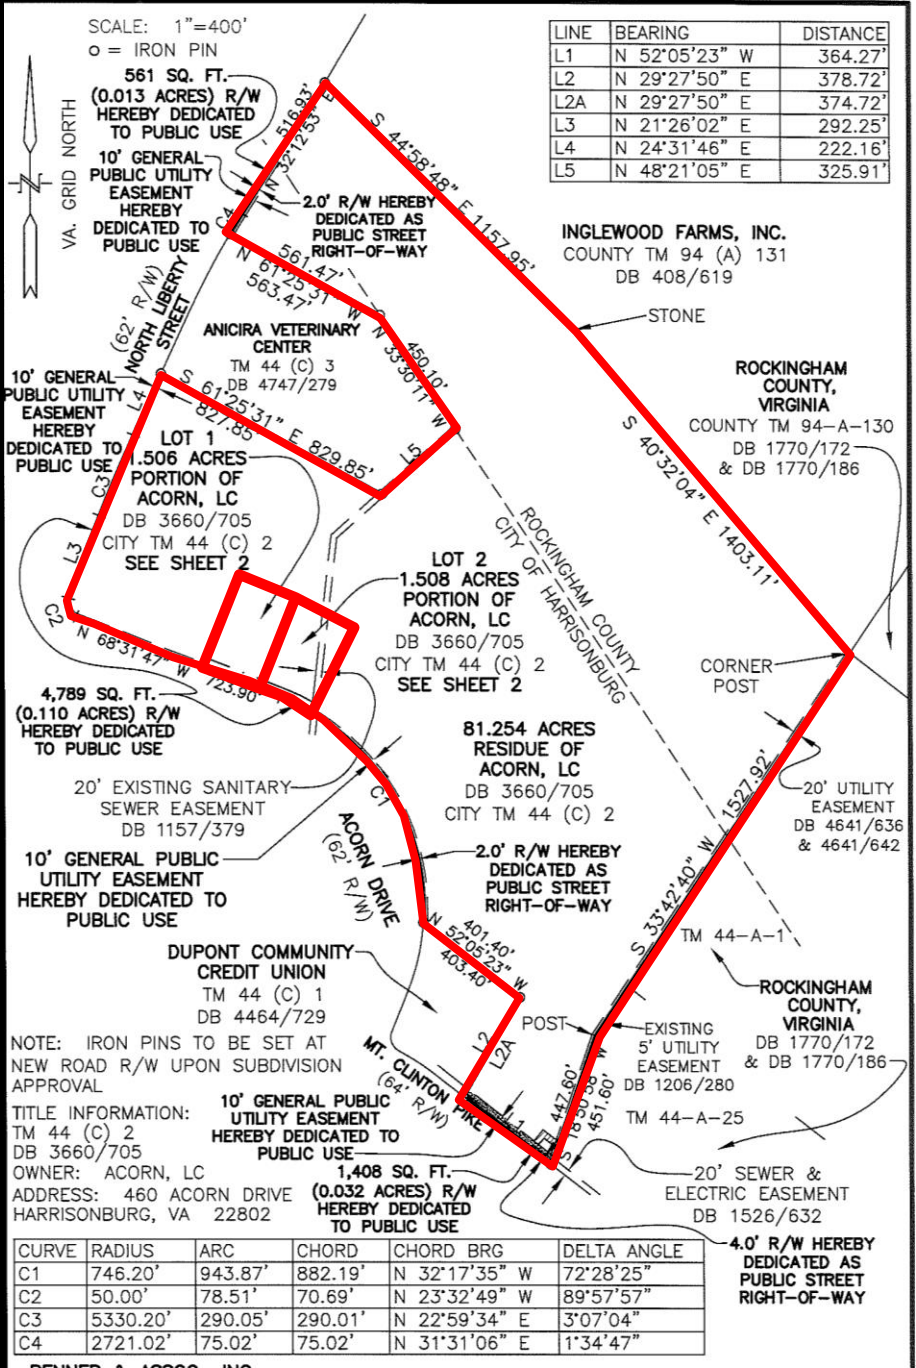 SCALE: 1"=400'
o = IRON PIN
VA. GRID NORTH
N
561 SQ. FT.
(0.013 ACRES) R/W
HEREBY DEDICATED
TO PUBLIC USE
10' GENERAL
PUBLIC UTILITY
EASEMENT
HEREBY
DEDICATED TO
PUBLIC USE
516.93'
N 32°12'53" E
C4
2.0' R/W HEREBY
DEDICATED AS
PUBLIC STREET
RIGHT-OF-WAY
S 44°58'48" E 1157.95'
LINE BEARING DISTANCE
L1 N 52°05'23" W 364.27'
L2 N 29°27'50" E 378.72'
L2A N 29°27'50" E 374.72'
L3 N 21°26'02" E 292.25'
L4 N 24°31'46" E 222.16'
L5 N 48°21'05" E 325.91'
INGLEWOOD FARMS, INC.
COUNTY TM 94 (A) 131
DB 408/619
STONE
561.47'
N 61°25'31" W
563.47'
NORTH LIBERTY
STREET
(62' R/W)
ANICIRA VETERINARY
CENTER
TM 44 (C) 3
DB 4747/279
450.10'
N 33°30'11" W
ROCKINGHAM
COUNTY,
VIRGINIA
COUNTY TM 94-A-130
DB 1770/172
& DB 1770/186
10' GENERAL
PUBLIC UTILITY
EASEMENT
HEREBY
DEDICATED TO
PUBLIC USE
L4
S 61°25'31" E 829.85'
827.85'
L5
C3
L3
C2
LOT 1
1.506 ACRES
PORTION OF
ACORN, LC
DB 3660/705
CITY TM 44 (C) 2
SEE SHEET 2
S 40°32'04" E 1403.11'
ROCKINGHAM COUNTY
CITY OF HARRISONBURG
LOT 2
1.508 ACRES
PORTION OF
ACORN, LC
DB 3660/705
CITY TM 44 (C) 2
SEE SHEET 2
N 68°31'47" W 723.90'
CORNER
POST
4,789 SQ. FT.
(0.110 ACRES) R/W
HEREBY DEDICATED
TO PUBLIC USE
81.254 ACRES
RESIDUE OF
ACORN, LC
DB 3660/705
CITY TM 44 (C) 2
20' EXISTING SANITARY
SEWER EASEMENT
DB 1157/379
C1
20' UTILITY
EASEMENT
DB 4641/636
& 4641/642
S 33°42'40" W 1527.92'
ACORN DRIVE
(62' R/W)
10' GENERAL PUBLIC
UTILITY EASEMENT
HEREBY DEDICATED TO
PUBLIC USE
2.0' R/W HEREBY
DEDICATED AS
PUBLIC STREET
RIGHT-OF-WAY
401.40'
N 52°05'23" W
403.40'
TM 44-A-1
DUPONT COMMUNITY
CREDIT UNION
TM 44 (C) 1
DB 4464/729
L2
L2A
POST
EXISTING
5' UTILITY
EASEMENT
DB 1206/280
TM 44-A-25
ROCKINGHAM
COUNTY,
VIRGINIA
DB 1770/172
& DB 1770/186
MT. CLINTON PIKE
(64' R/W)
447.60'
S 18°50'58" W
451.60'
NOTE: IRON PINS TO BE SET AT
NEW ROAD R/W UPON SUBDIVISION
APPROVAL
10' GENERAL PUBLIC
UTILITY EASEMENT
HEREBY DEDICATED TO
PUBLIC USE
TITLE INFORMATION:
TM 44 (C) 2
DB 3660/705
OWNER: ACORN, LC
ADDRESS: 460 ACORN DRIVE
HARRISONBURG, VA 22802
1,408 SQ. FT.
(0.032 ACRES) R/W
HEREBY DEDICATED
TO PUBLIC USE
20' SEWER &
ELECTRIC EASEMENT
DB 1526/632
4.0' R/W HEREBY
DEDICATED AS
PUBLIC STREET
RIGHT-OF-WAY
CURVE RADIUS ARC CHORD CHORD BRG DELTA ANGLE
C1 746.20' 943.87' 882.19' N 32°17'35" W 72°28'25"
C2 50.00' 78.51' 70.69' N 23°32'49" W 89°57'57"
C3 5330.20' 290.05' 290.01' N 22°59'34" E 3°07'04"
C4 2721.02' 75.02' 75.02' N 31°31'06" E 1°34'47"